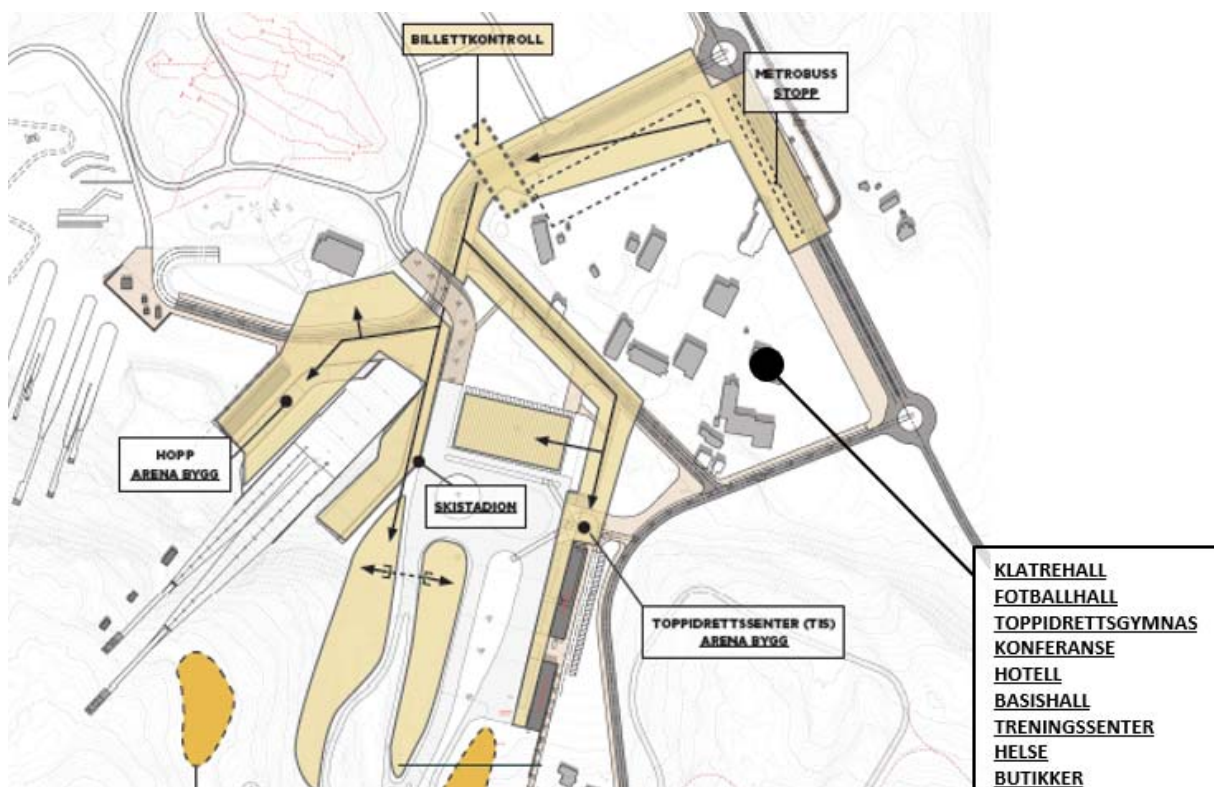 BILLETTKONTROLL
METROBUSS
STOPP
HOPP
ARENA BYGG
SKISTADION
TOPPIDRETTSSENTER (TIS)
ARENA BYGG
KLATREHALL
FOTBALLHALL
TOPPIDRETTSGYMNAS
KONFERANSE
HOTELL
BASISHALL
TRENINGSSENTER
HELSE
BUTIKKER